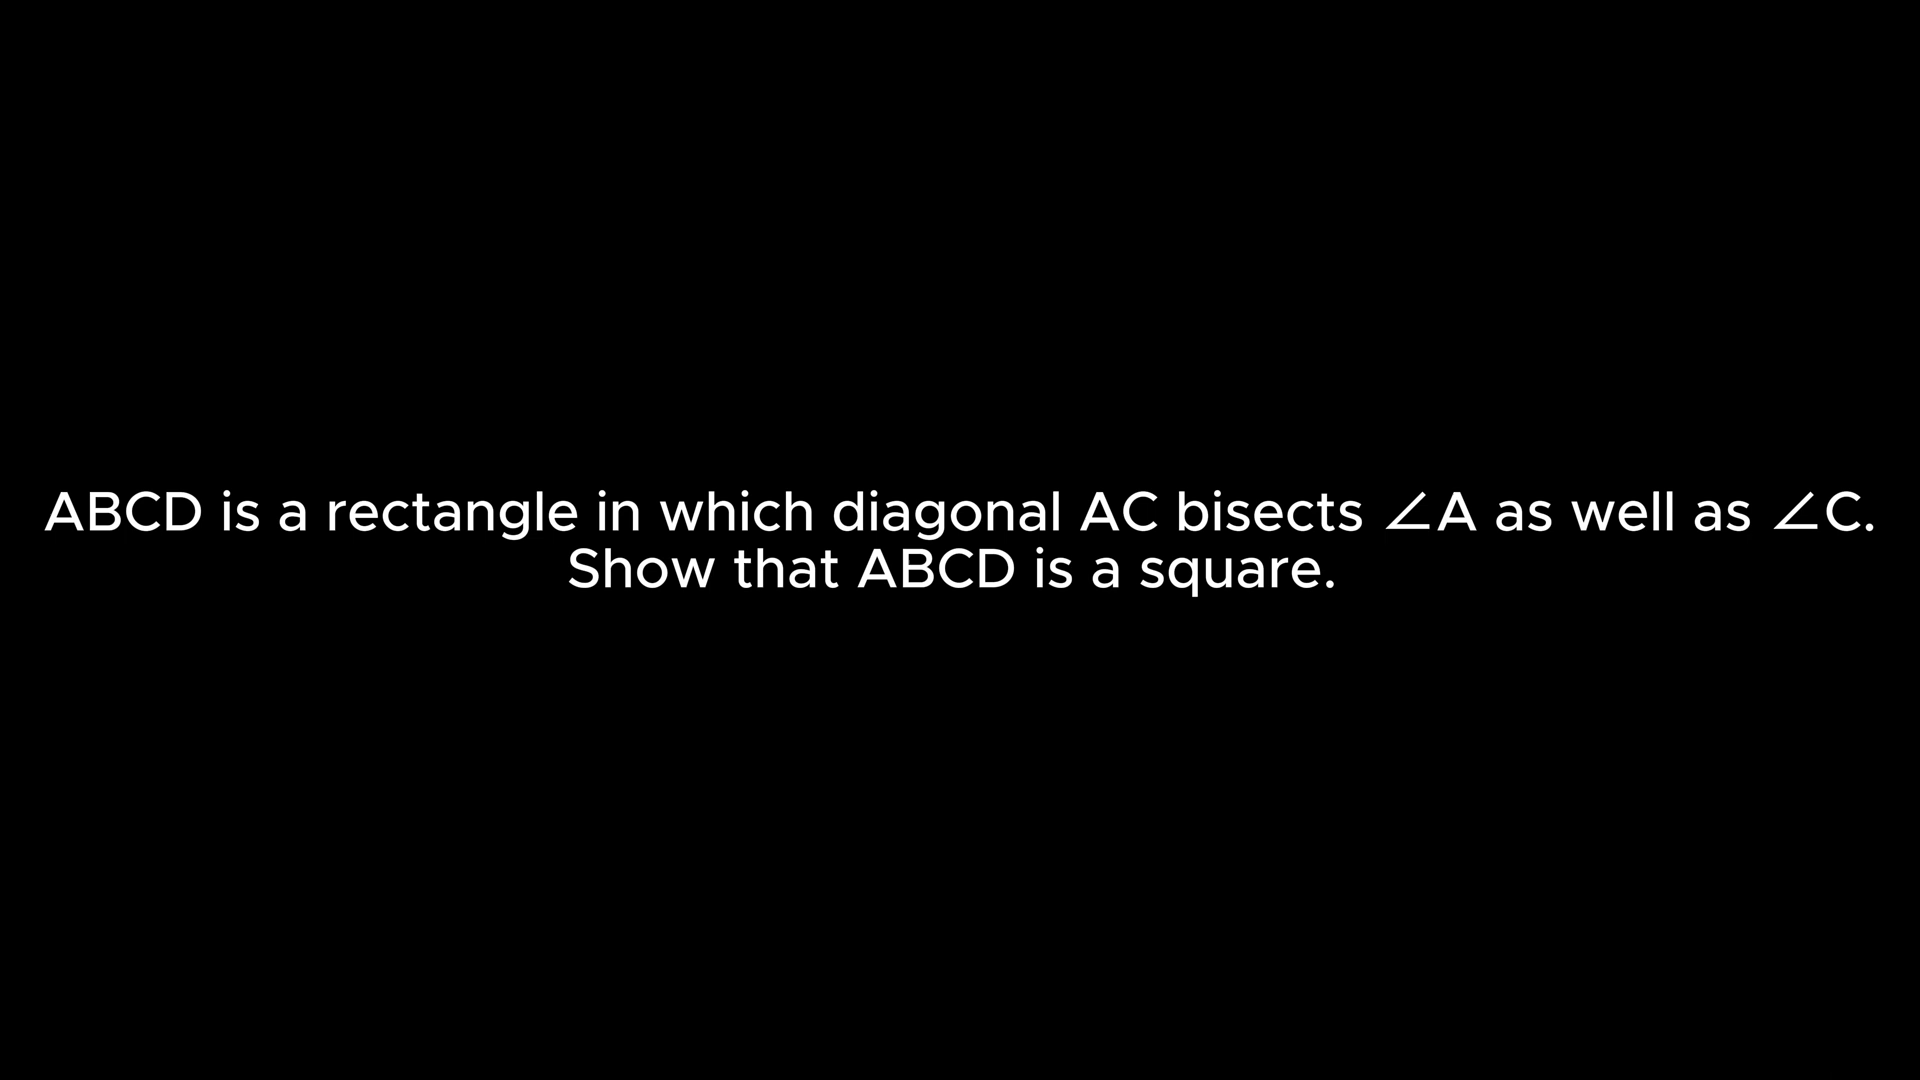 ABCD is a rectangle in which diagonal AC bisects ∠A as well as ∠C.
Show that ABCD is a square.